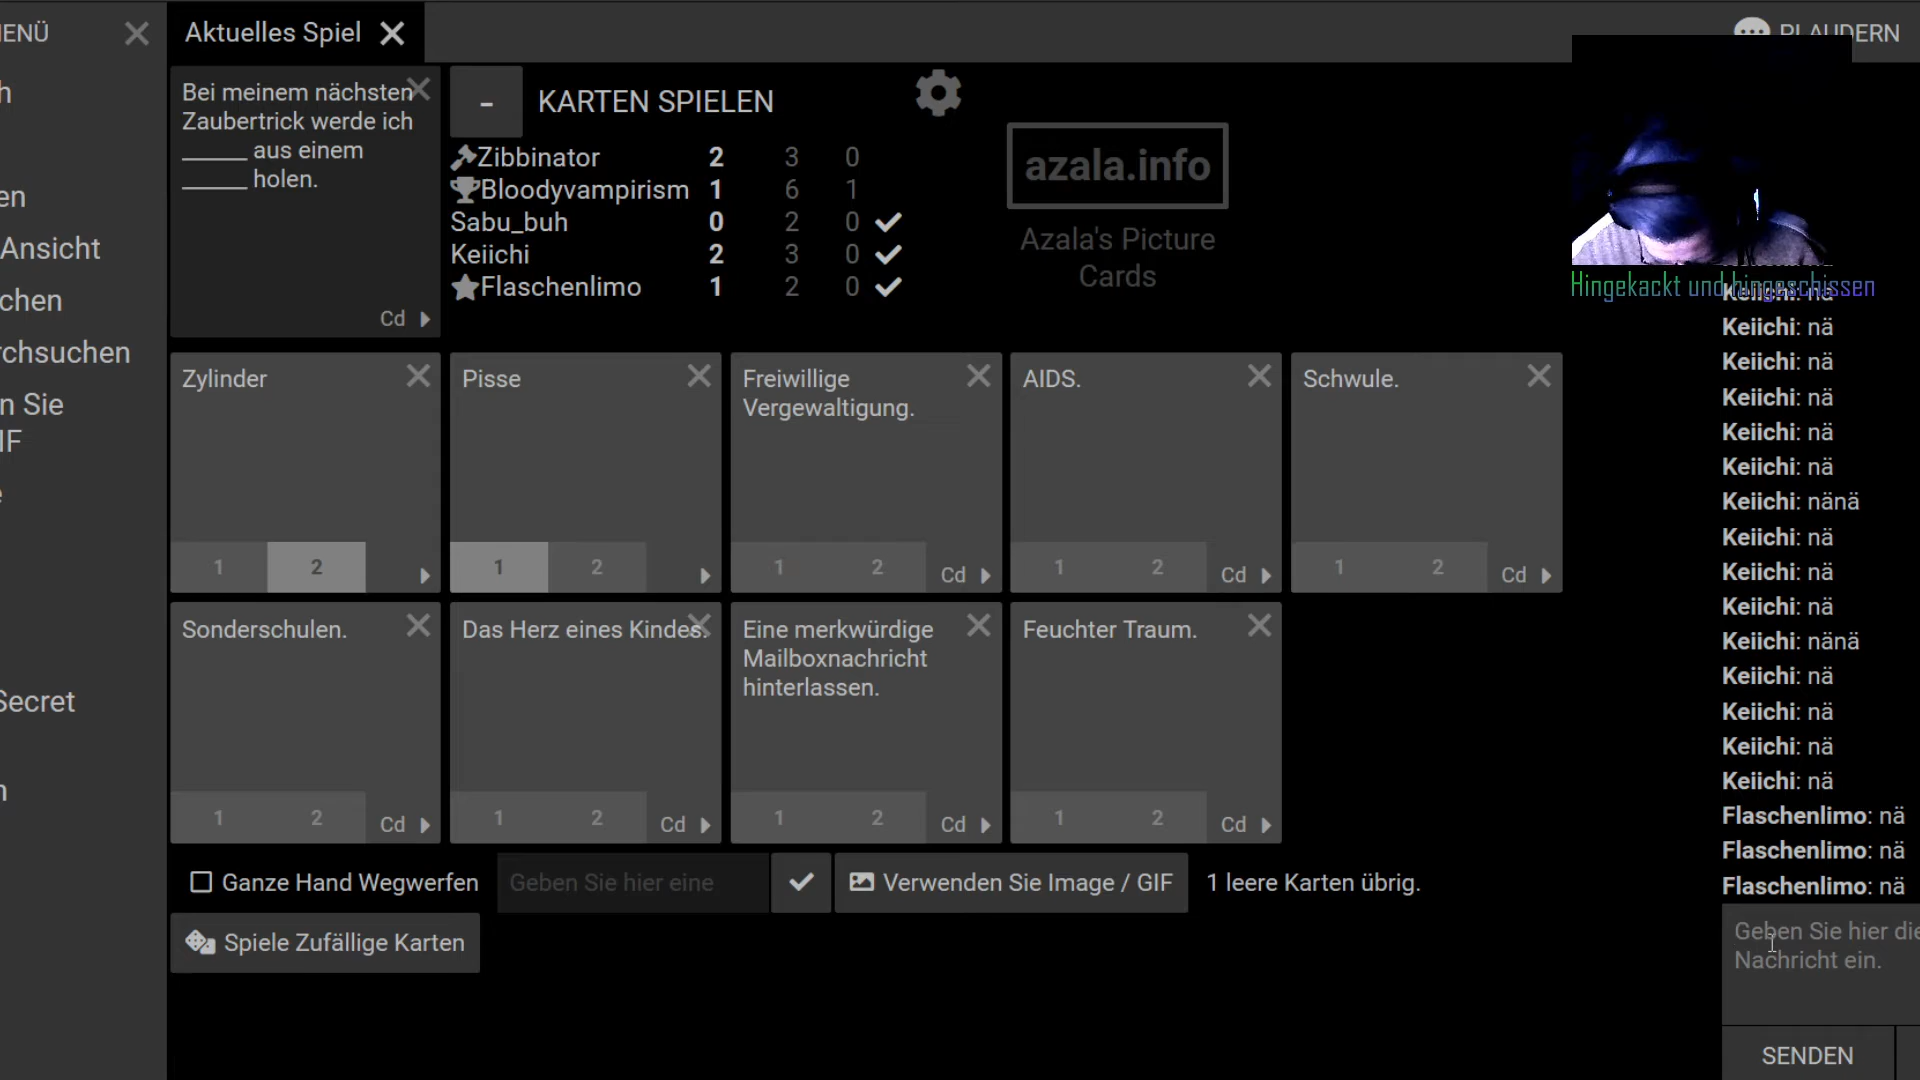 ENÜ
h
en
Ansicht
chen
rchsuchen
n Sie
IF
e
Secret
n
Aktuelles Spiel
PLAUDERN
Bei meinem nächsten
Zaubertrick werde ich
_____ aus einem
_____ holen.
Cd
-
KARTEN SPIELEN
Zibbinator 2 3 0
Bloodyvampirism 1 6 1
Sabu_buh 0 2 0
Keiichi 2 3 0
Flaschenlimo 1 2 0
azala.info
Azala's Picture
Cards
Zylinder
1 2
Pisse
1 2
Freiwillige
Vergewaltigung.
1 2 Cd
AIDS.
1 2 Cd
Schwule.
1 2 Cd
Sonderschulen.
1 2 Cd
Das Herz eines Kindes.
1 2 Cd
Eine merkwürdige
Mailboxnachricht
hinterlassen.
1 2 Cd
Feuchter Traum.
1 2 Cd
Ganze Hand Wegwerfen
Geben Sie hier eine
Verwenden Sie Image / GIF
1 leere Karten übrig.
Spiele Zufällige Karten
Hingekackt und hingeschissen
Keiichi: nä
Keiichi: nä
Keiichi: nä
Keiichi: nä
Keiichi: nä
Keiichi: nä
Keiichi: nänä
Keiichi: nä
Keiichi: nä
Keiichi: nä
Keiichi: nänä
Keiichi: nä
Keiichi: nä
Keiichi: nä
Keiichi: nä
Flaschenlimo: nä
Flaschenlimo: nä
Flaschenlimo: nä
Geben Sie hier die
Nachricht ein.
SENDEN